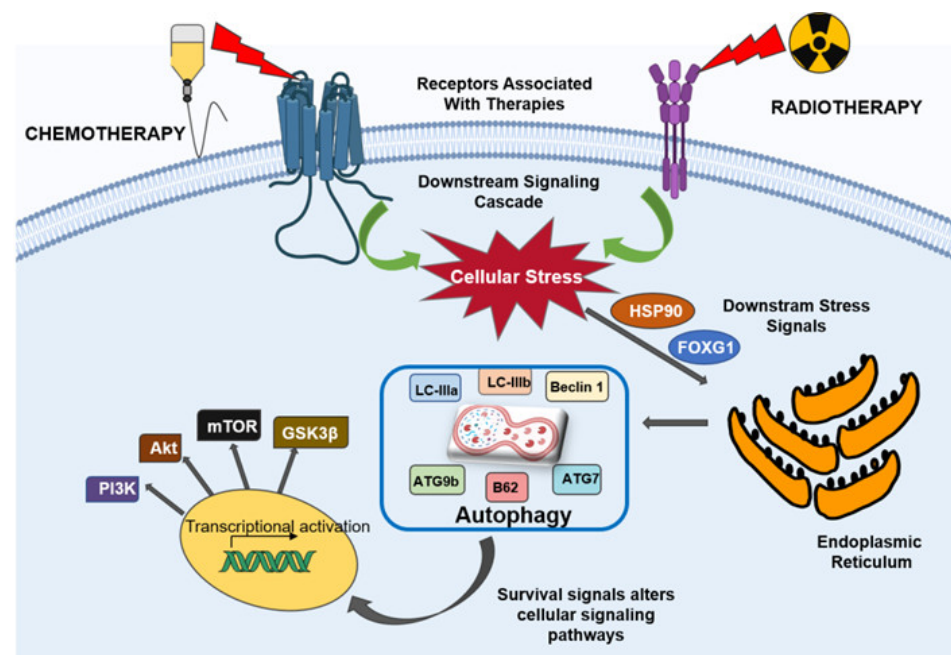 CHEMOTHERAPY
Receptors Associated
With Therapies
RADIOTHERAPY
Downstream Signaling
Cascade
Cellular Stress
HSP90
FOXG1
Downstram Stress
Signals
LC-IIIa
LC-IIIb
Beclin 1
ATG9b
B62
ATG7
Autophagy
PI3K
Akt
mTOR
GSK3β
Transcriptional activation
Endoplasmic
Reticulum
Survival signals alters
cellular signaling
pathways